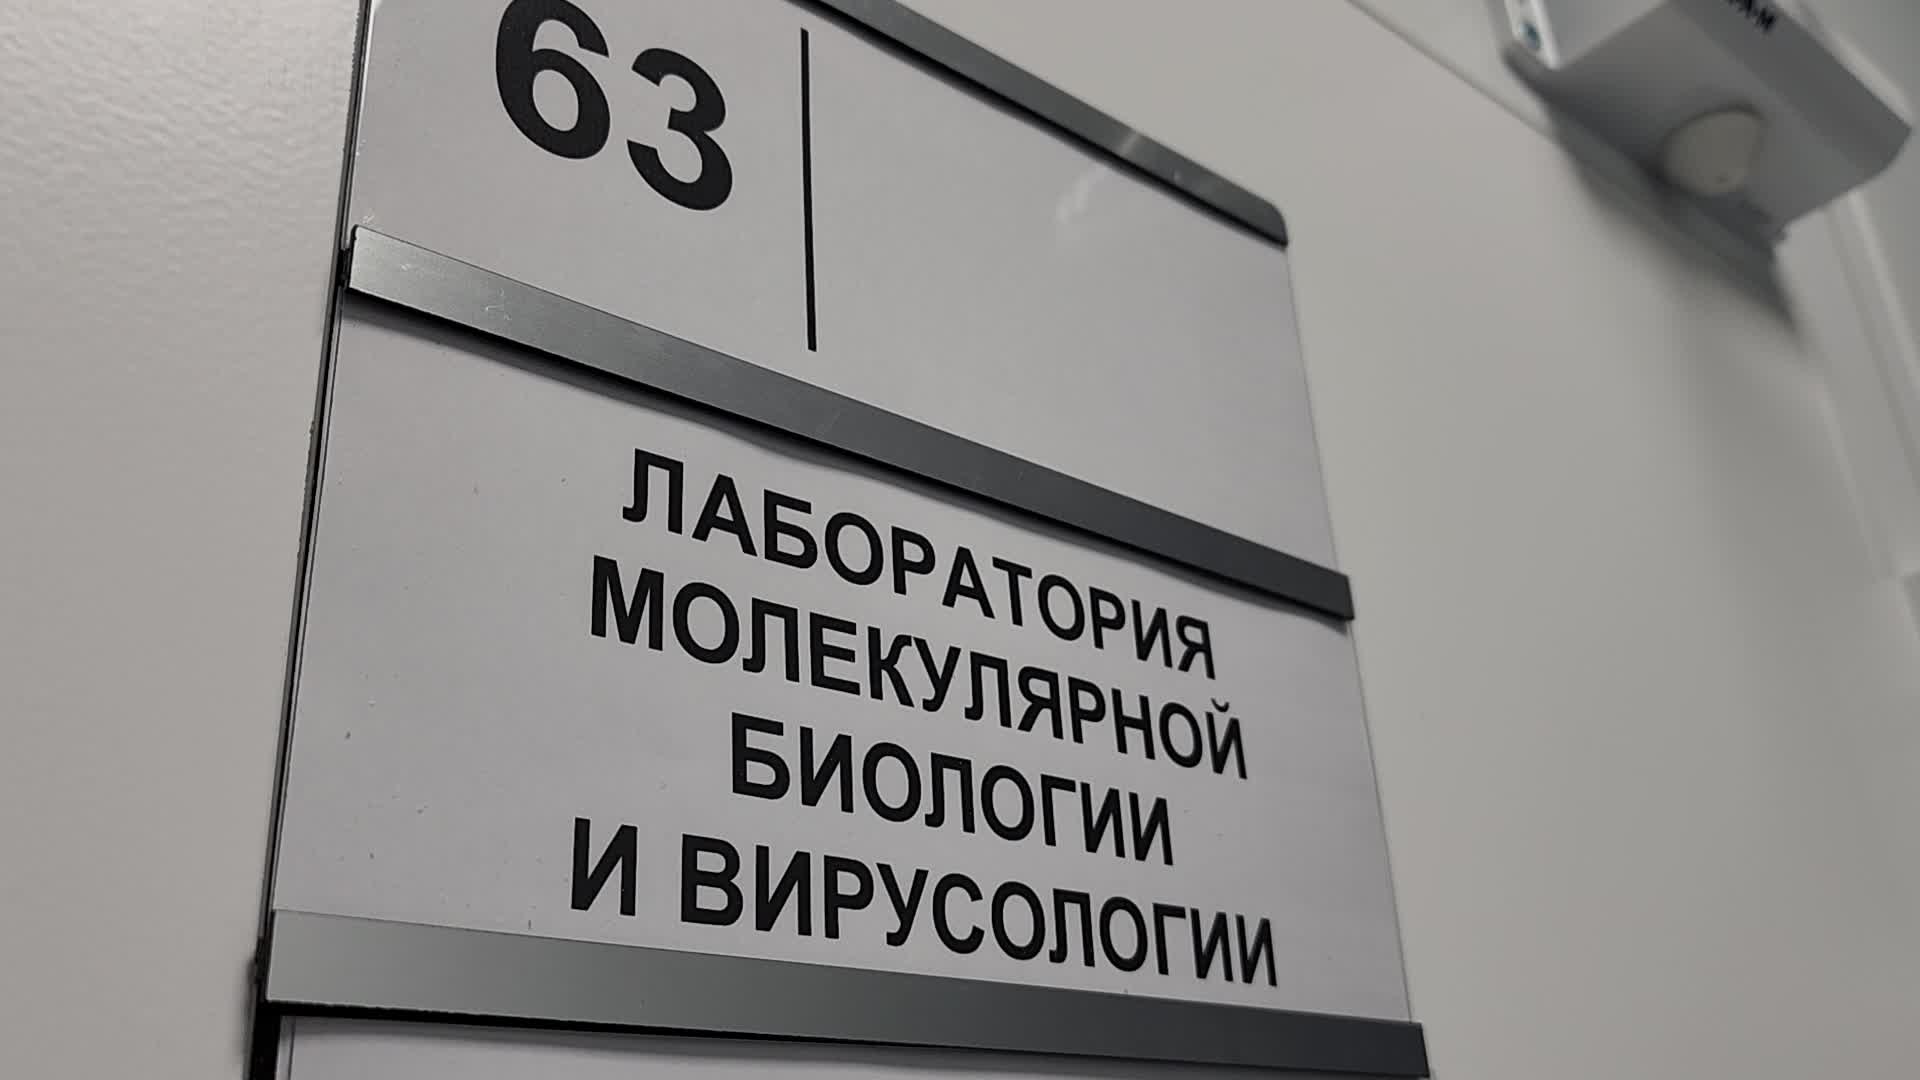 63
ЛАБОРАТОРИЯ
МОЛЕКУЛЯРНОЙ
БИОЛОГИИ
И ВИРУСОЛОГИИ